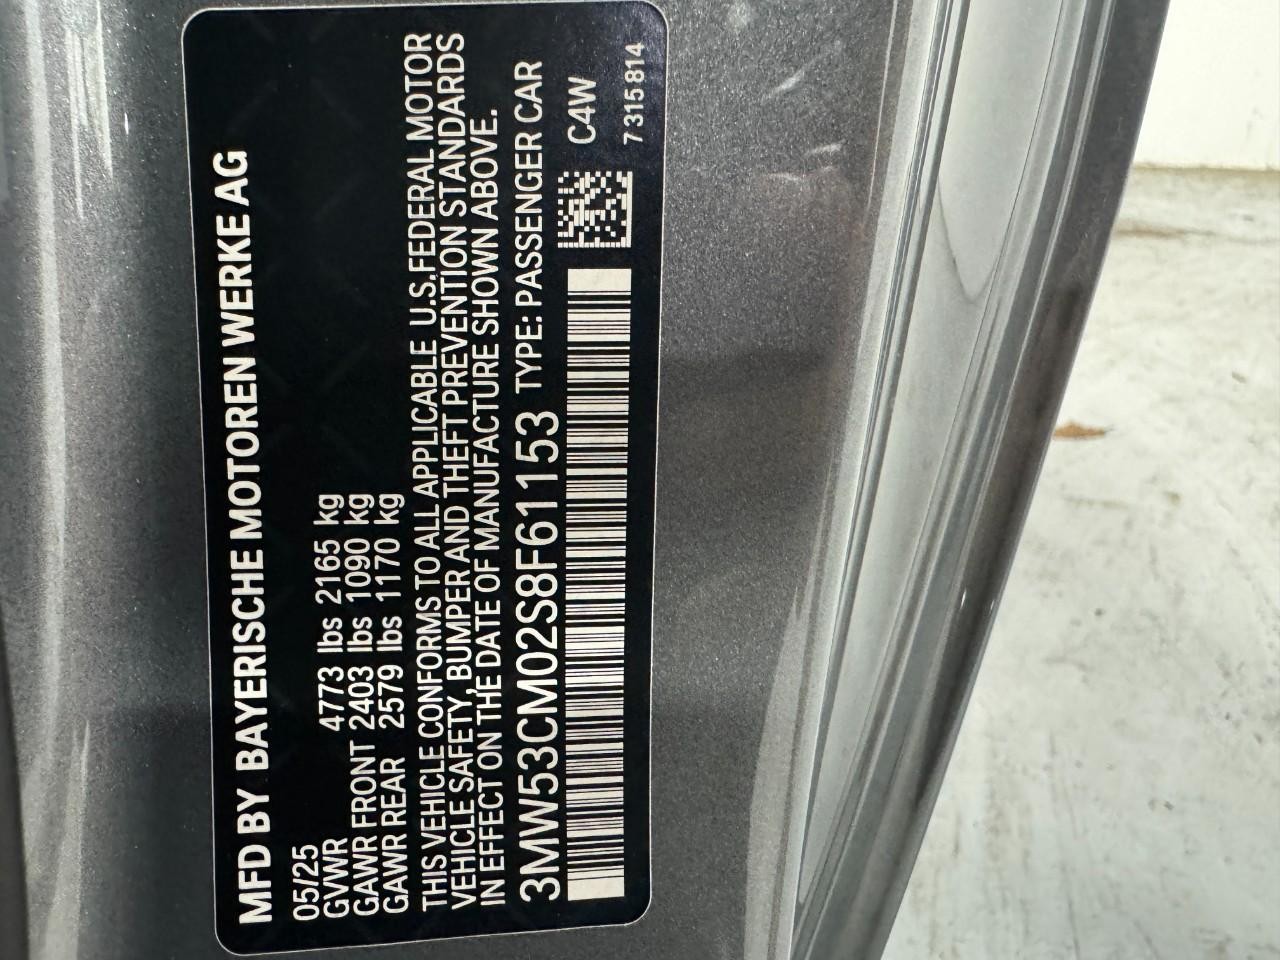 MFD BY BAYERISCHE MOTOREN WERKE AG
05/25
GVWR 4773 lbs 2165 kg
GAWR FRONT 2403 lbs 1090 kg
GAWR REAR 2579 lbs 1170 kg
THIS VEHICLE CONFORMS TO ALL APPLICABLE U.S.FEDERAL MOTOR
VEHICLE SAFETY, BUMPER AND THEFT PREVENTION STANDARDS
IN EFFECT ON THE DATE OF MANUFACTURE SHOWN ABOVE.
3MW53CM02S8F61153 TYPE: PASSENGER CAR
C4W
7 315 814